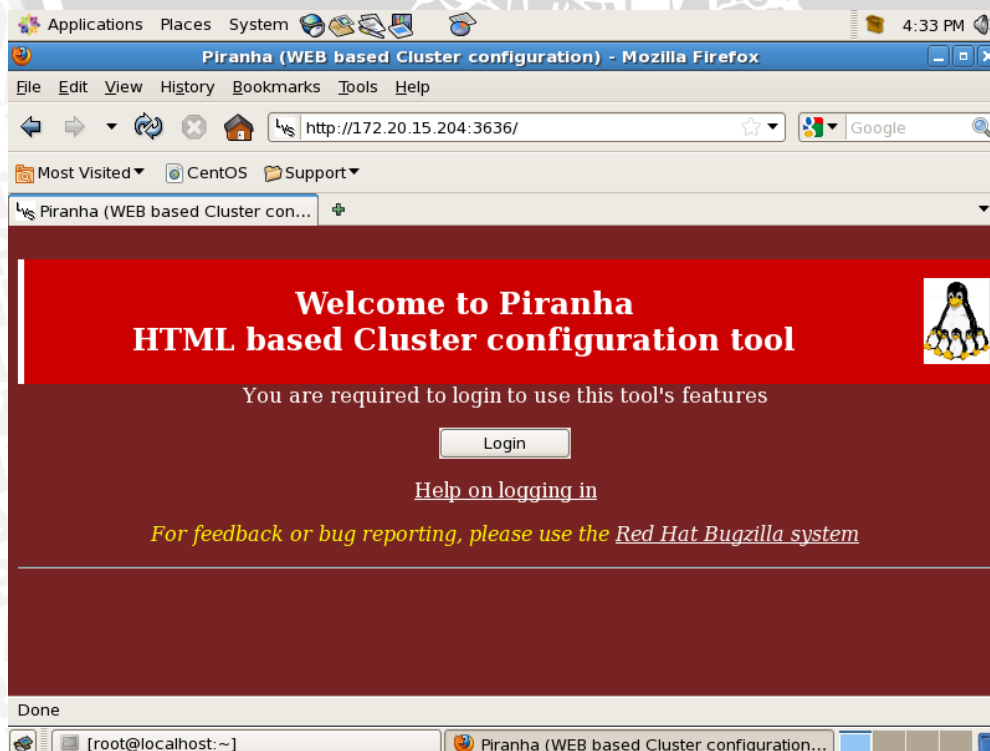 Applications Places System 4:33 PM
Piranha (WEB based Cluster configuration) - Mozilla Firefox
File Edit View History Bookmarks Tools Help
LVS http://172.20.15.204:3636/ Google
Most Visited CentOS Support
LVS Piranha (WEB based Cluster con...
Welcome to Piranha
HTML based Cluster configuration tool
You are required to login to use this tool's features
Login
Help on logging in
For feedback or bug reporting, please use the Red Hat Bugzilla system
Done
[root@localhost:~] Piranha (WEB based Cluster configuration...